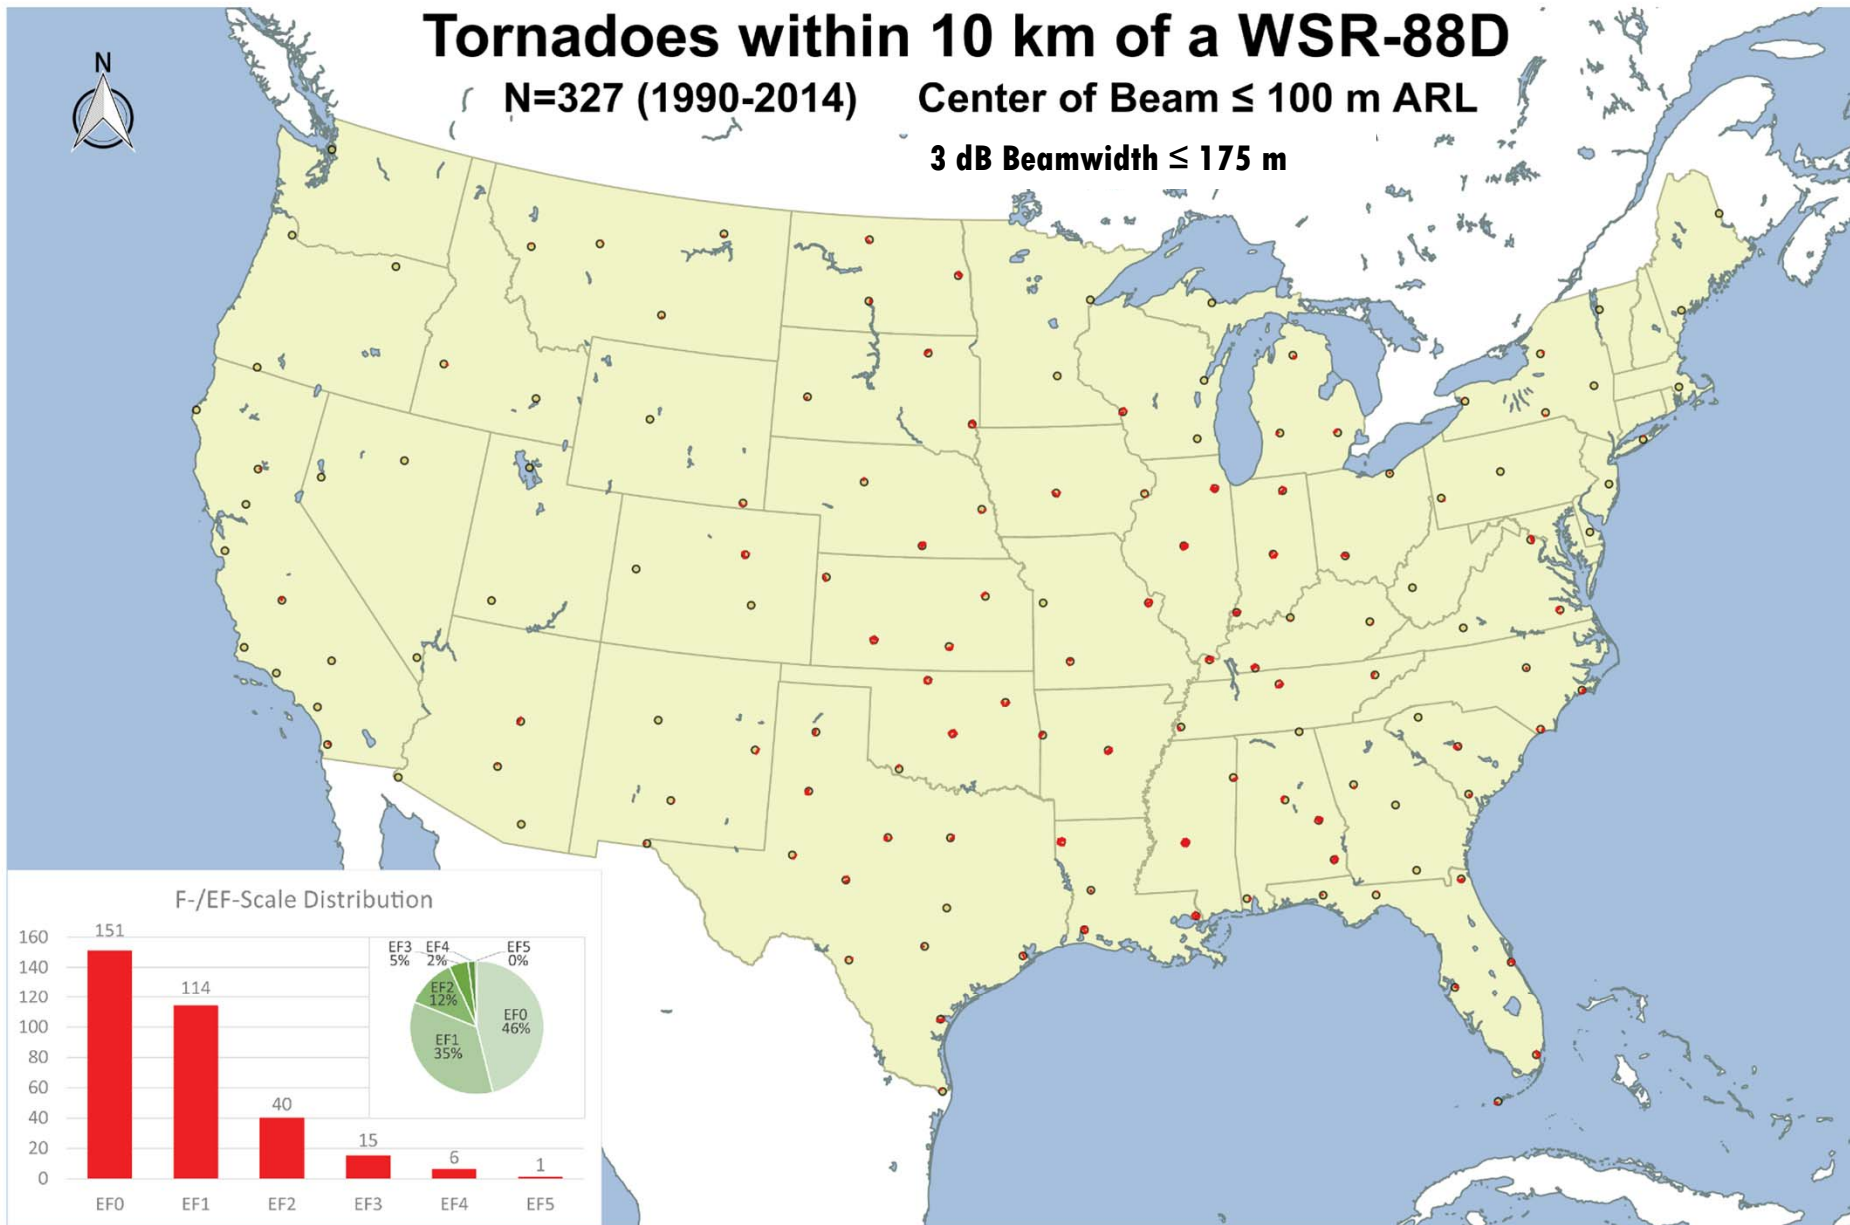 Tornadoes within 10 km of a WSR-88D
N=327 (1990-2014) Center of Beam ≤ 100 m ARL
3 dB Beamwidth ≤ 175 m
N
F-/EF-Scale Distribution
160
140
120
100
80
60
40
20
0
151
114
40
15
6
1
EF0
EF1
EF2
EF3
EF4
EF5
EF3
5%
EF4
2%
EF5
0%
EF2
12%
EF0
46%
EF1
35%